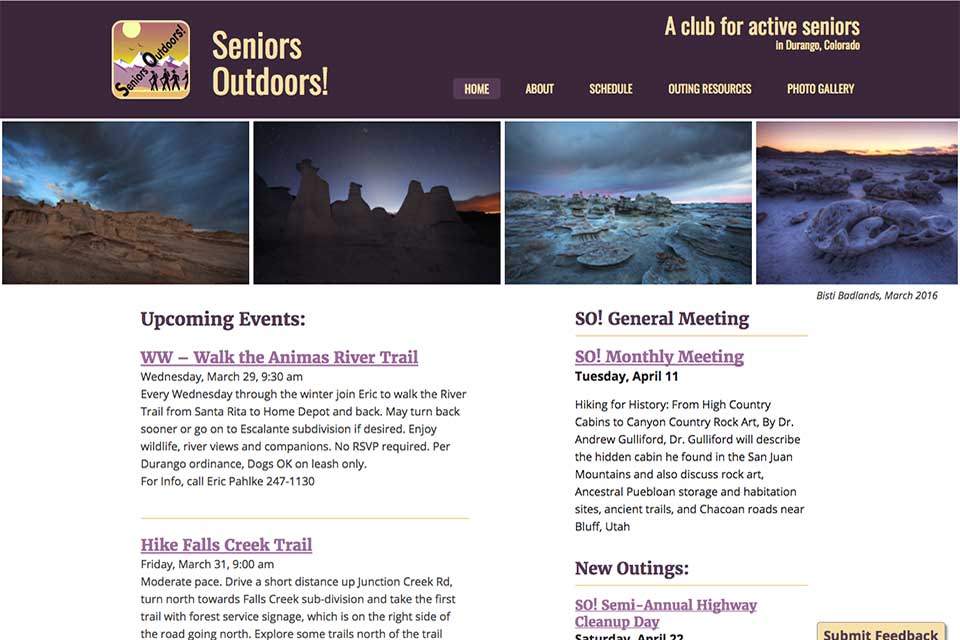 Seniors Outdoors!
Seniors
Outdoors!
A club for active seniors
in Durango, Colorado
HOME
ABOUT
SCHEDULE
OUTING RESOURCES
PHOTO GALLERY
Bisti Badlands, March 2016
Upcoming Events:
WW – Walk the Animas River Trail
Wednesday, March 29, 9:30 am
Every Wednesday through the winter join Eric to walk the River
Trail from Santa Rita to Home Depot and back. May turn back
sooner or go on to Escalante subdivision if desired. Enjoy
wildlife, river views and companions. No RSVP required. Per
Durango ordinance, Dogs OK on leash only.
For Info, call Eric Pahlke 247-1130
Hike Falls Creek Trail
Friday, March 31, 9:00 am
Moderate pace. Drive a short distance up Junction Creek Rd,
turn north towards Falls Creek sub-division and take the first
trail with forest service signage, which is on the right side of
the road going north. Explore some trails north of the trail
SO! General Meeting
SO! Monthly Meeting
Tuesday, April 11
Hiking for History: From High Country
Cabins to Canyon Country Rock Art, By Dr.
Andrew Gulliford, Dr. Gulliford will describe
the hidden cabin he found in the San Juan
Mountains and also discuss rock art,
Ancestral Puebloan storage and habitation
sites, ancient trails, and Chacoan roads near
Bluff, Utah
New Outings:
SO! Semi-Annual Highway
Cleanup Day
Saturday, April 22
Submit Feedback